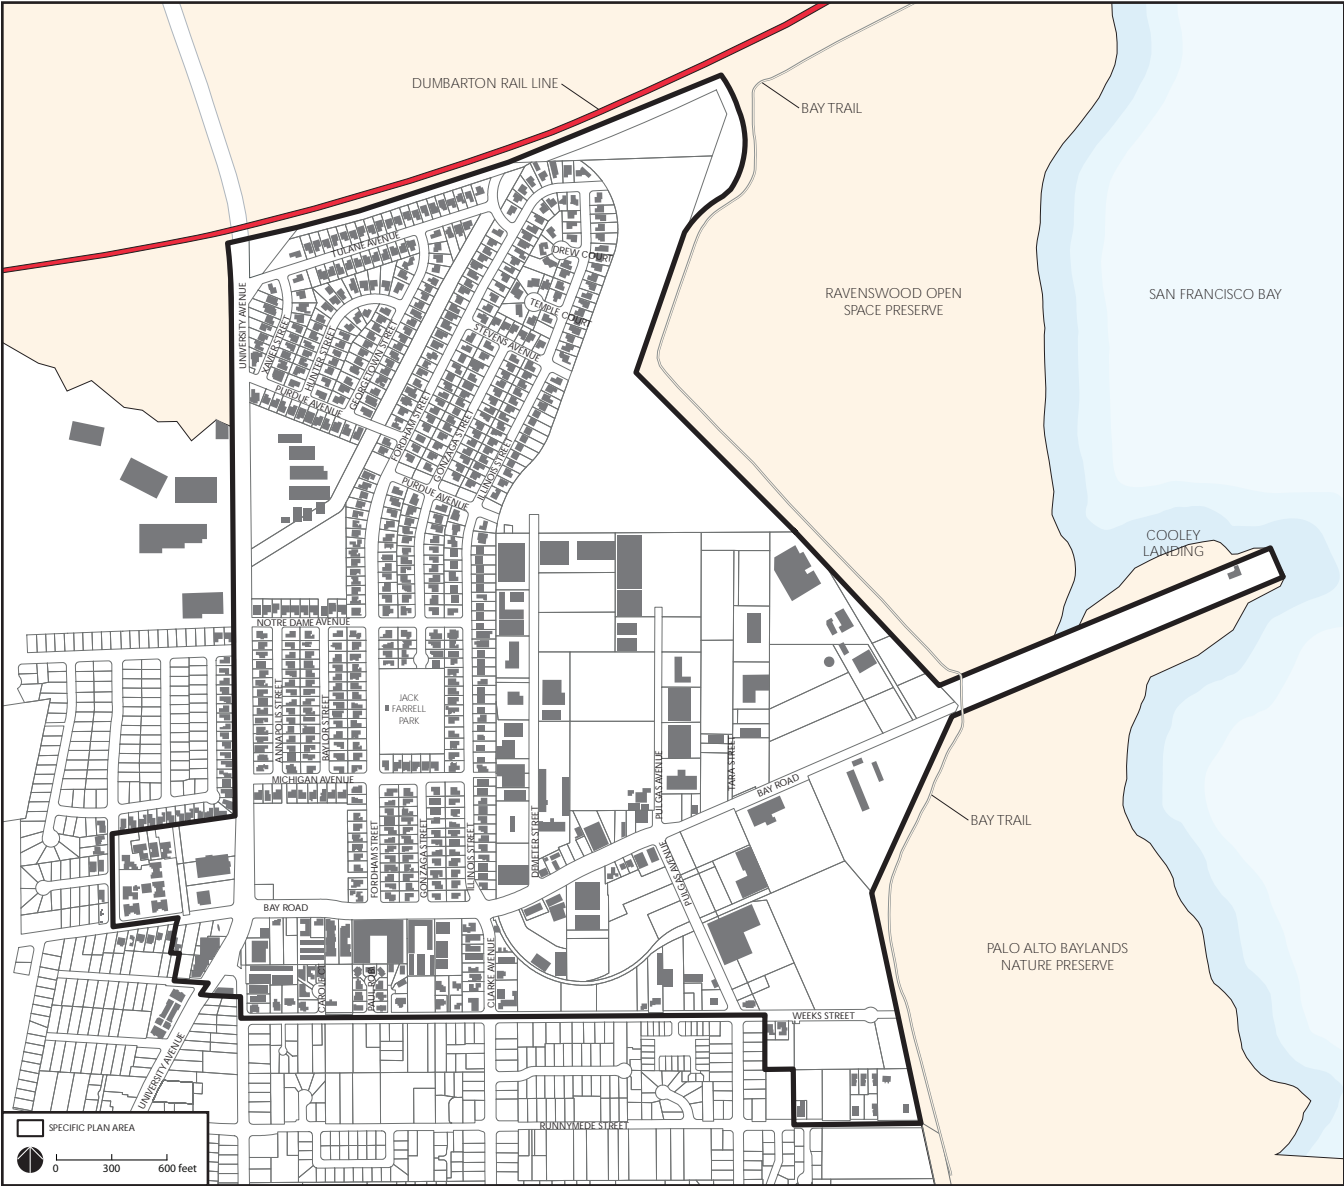 DUMBARTON RAIL LINE
BAY TRAIL
TULANE AVENUE
DREW COURT
UNIVERSITY AVENUE
RAVENSWOOD OPEN
SPACE PRESERVE
SAN FRANCISCO BAY
TEMPLE COURT
XAVIER STREET
HUNTER STREET
GEORGETOWN STREET
STEVENS AVENUE
PURDUE AVENUE
FORDHAM STREET
GONZAGA STREET
ILLINOIS STREET
PURDUE AVENUE
COOLEY
LANDING
NOTRE DAME AVENUE
ANNAPOLIS STREET
BAYLOR STREET
JACK
FARRELL
PARK
MICHIGAN AVENUE
PULGAS AVENUE
TARA STREET
BAY ROAD
BAY TRAIL
FORDHAM STREET
GONZAGA STREET
ILINOIS STREET
DEMETER STREET
PULGAS AVENUE
BAY ROAD
PALO ALTO BAYLANDS
NATURE PRESERVE
CLARKE AVENUE
WEEKS STREET
UNIVERSITY AVENUE
RUNNYMEDE STREET
SPECIFIC PLAN AREA
0 300 600 feet